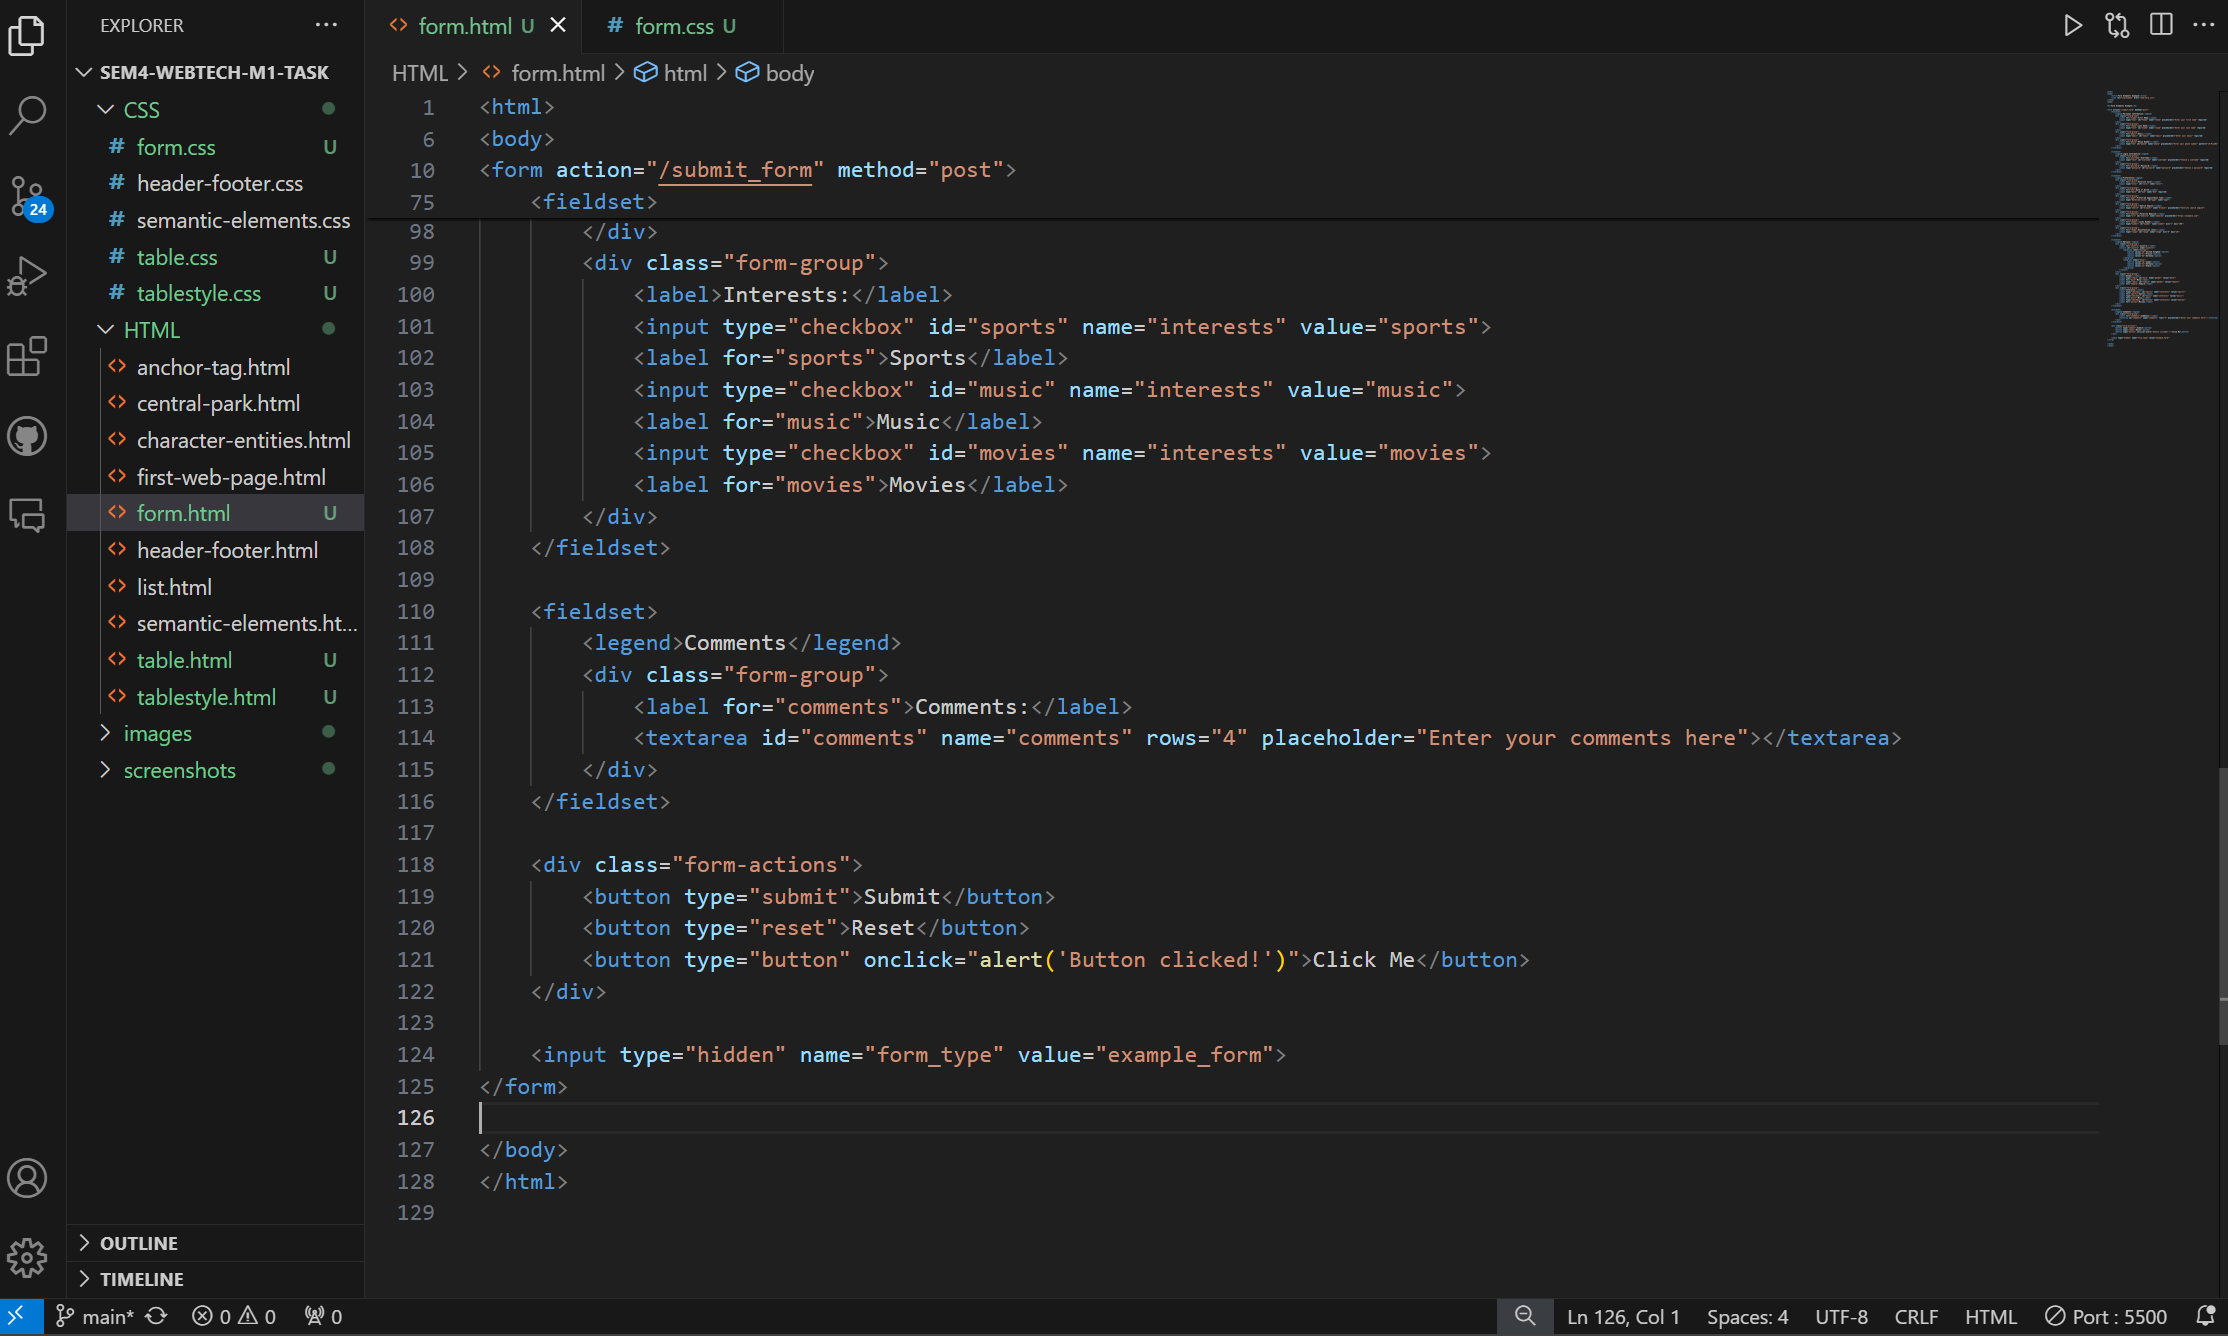 EXPLORER
SEM4-WEBTECH-M1-TASK
CSS
form.css U
header-footer.css
semantic-elements.css
table.css U
tablestyle.css U
HTML
anchor-tag.html
central-park.html
character-entities.html
first-web-page.html
form.html U
header-footer.html
list.html
semantic-elements.ht...
table.html U
tablestyle.html U
images
screenshots
OUTLINE
TIMELINE
24
form.html U
form.css U
HTML > form.html > html > body
1 <html>
6 <body>
10 <form action="/submit_form" method="post">
75 <fieldset>
98 </div>
99 <div class="form-group">
100 <label>Interests:</label>
101 <input type="checkbox" id="sports" name="interests" value="sports">
102 <label for="sports">Sports</label>
103 <input type="checkbox" id="music" name="interests" value="music">
104 <label for="music">Music</label>
105 <input type="checkbox" id="movies" name="interests" value="movies">
106 <label for="movies">Movies</label>
107 </div>
108 </fieldset>
109
110 <fieldset>
111 <legend>Comments</legend>
112 <div class="form-group">
113 <label for="comments">Comments:</label>
114 <textarea id="comments" name="comments" rows="4" placeholder="Enter your comments here"></textarea>
115 </div>
116 </fieldset>
117
118 <div class="form-actions">
119 <button type="submit">Submit</button>
120 <button type="reset">Reset</button>
121 <button type="button" onclick="alert('Button clicked!')">Click Me</button>
122 </div>
123
124 <input type="hidden" name="form_type" value="example_form">
125 </form>
126
127 </body>
128 </html>
129
main* 0 0 0 Ln 126, Col 1 Spaces: 4 UTF-8 CRLF HTML Port : 5500